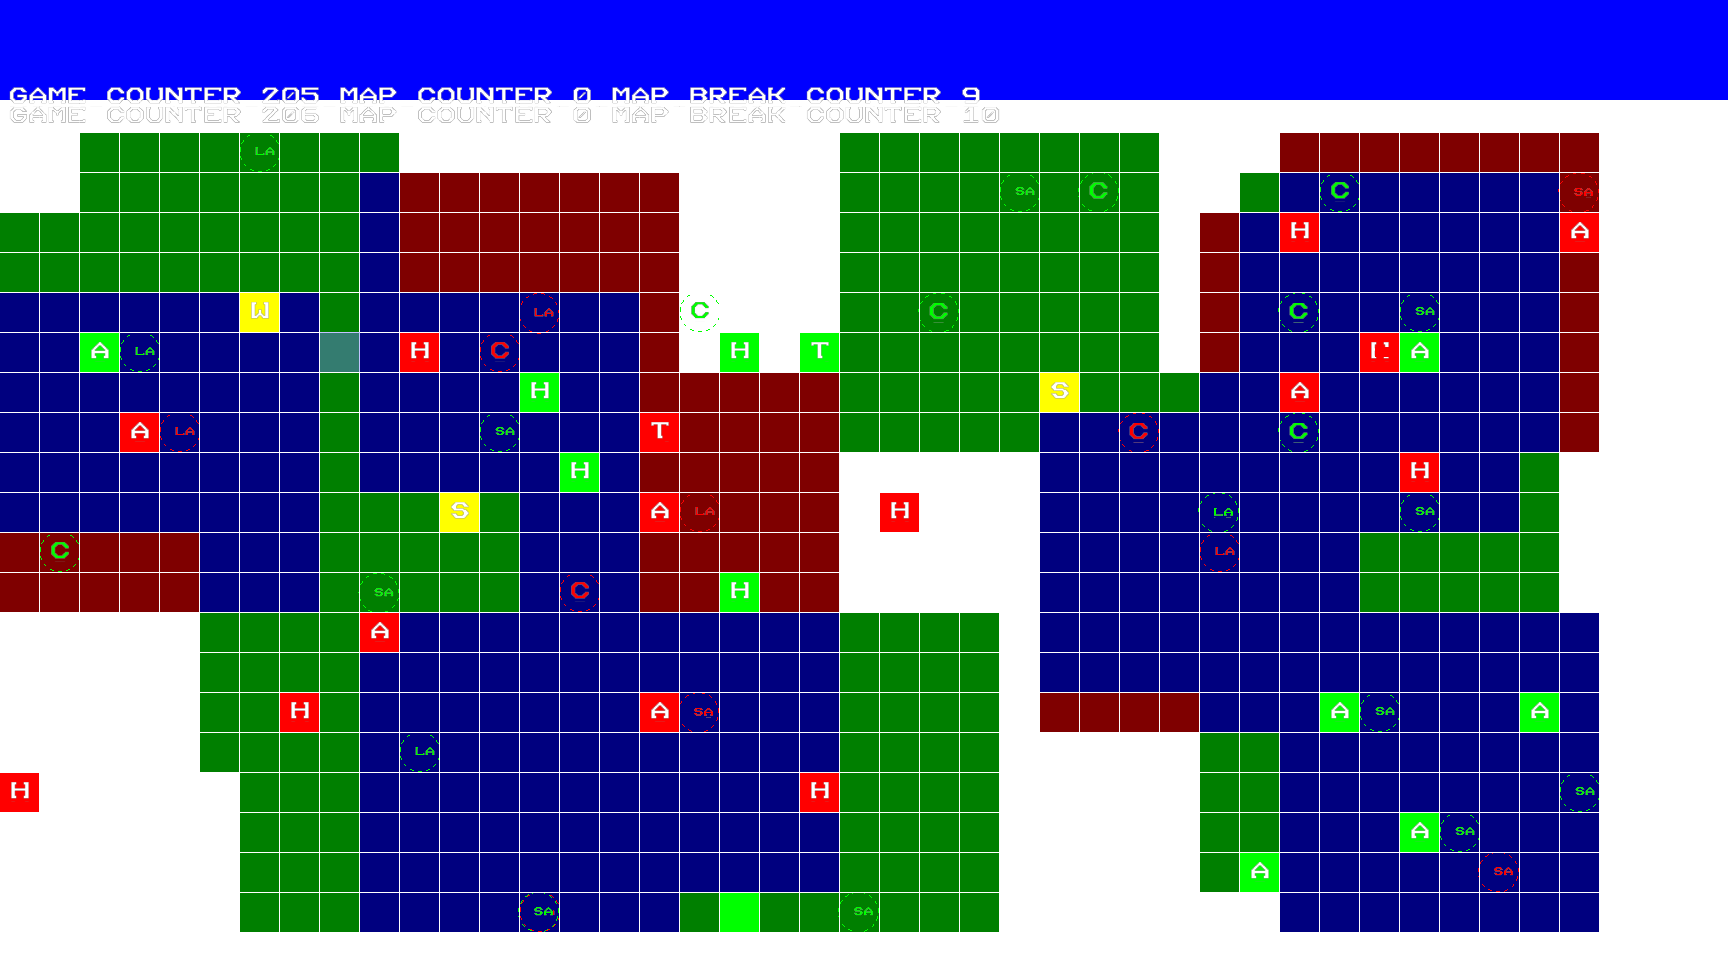 GAME COUNTER 205 MAP COUNTER 0 MAP BREAK COUNTER 9
GAME COUNTER 206 MAP COUNTER 0 MAP BREAK COUNTER 10
LA
SA C C SA
H A
W LA C C C SA
A LA H C H T A
H S A
A LA SA T C C
H H
S A LA H LA SA
C LA
SA C H
A
H A SA A SA A
LA
H H SA
A SA
A SA
SA SA